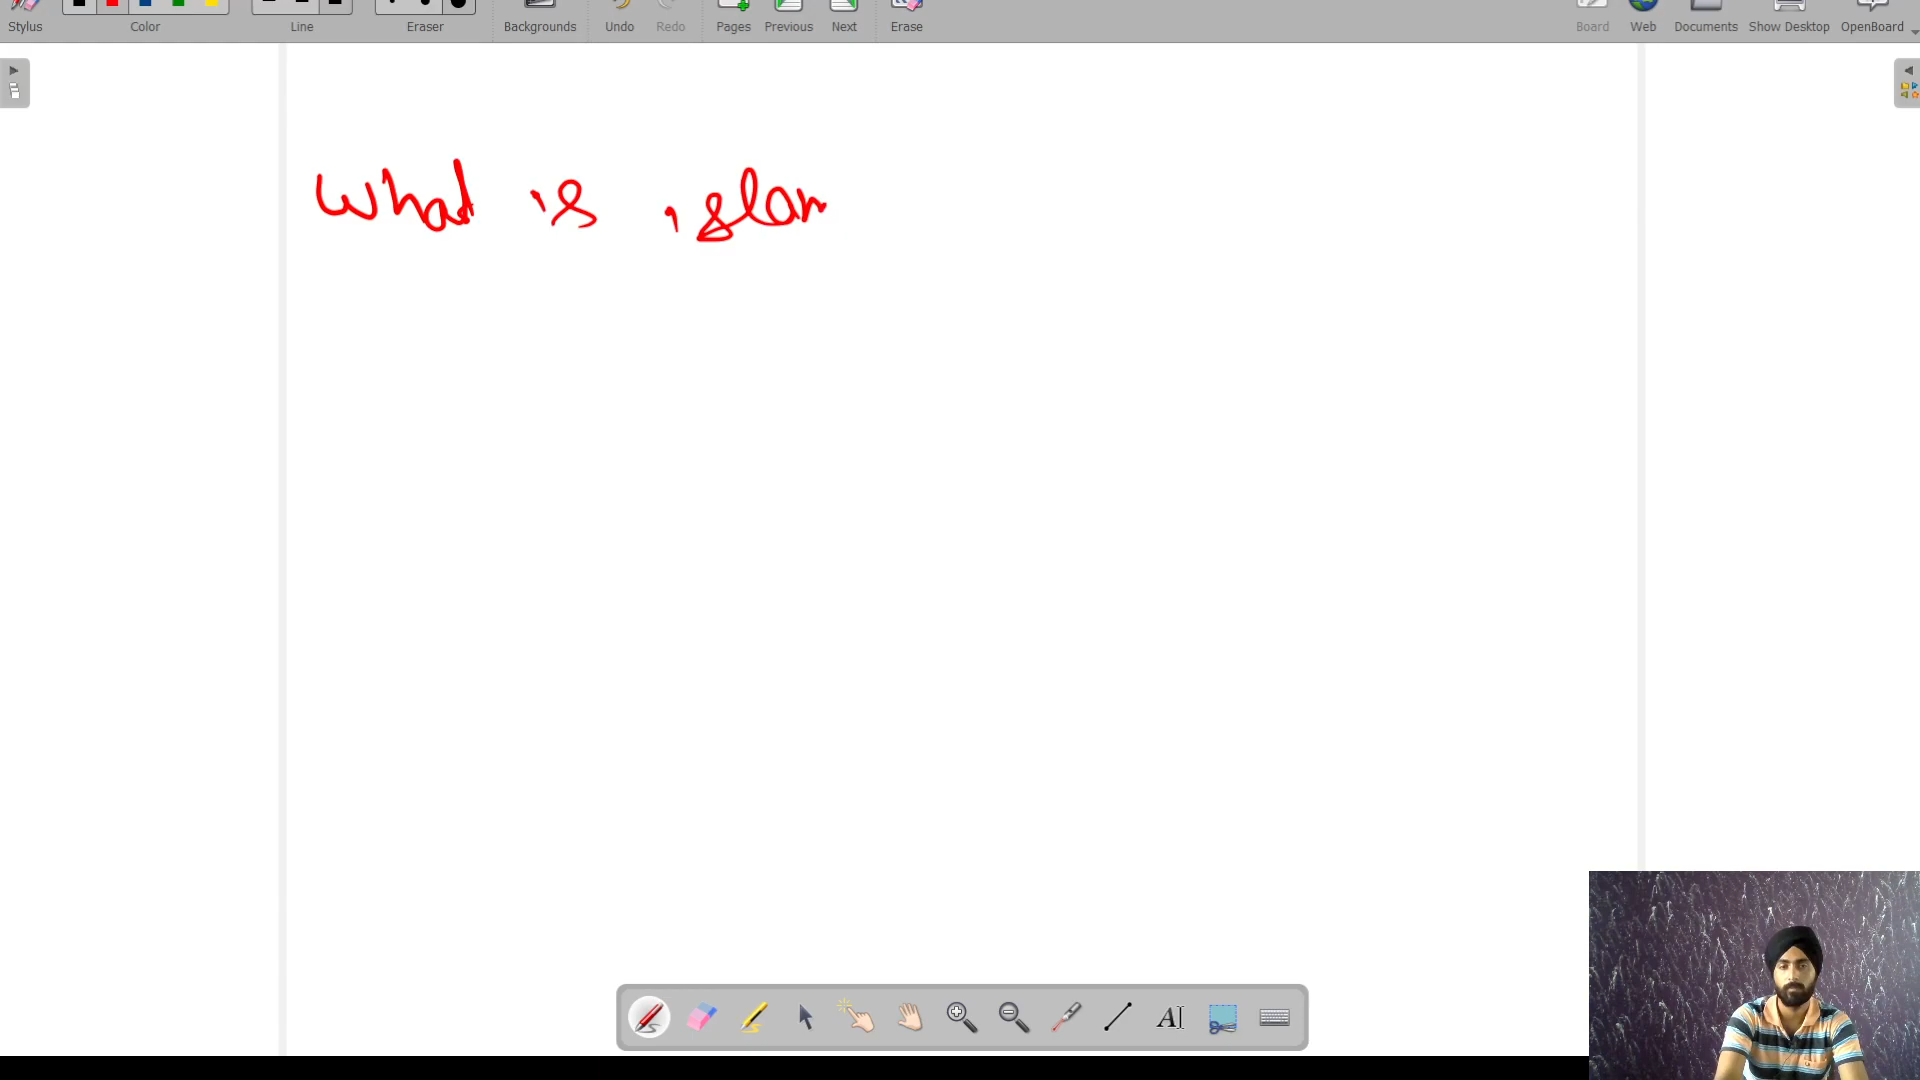 Stylus Color Line Eraser Backgrounds Undo Redo Pages Previous Next Erase Board Web Documents Show Desktop OpenBoard
What is islam
A